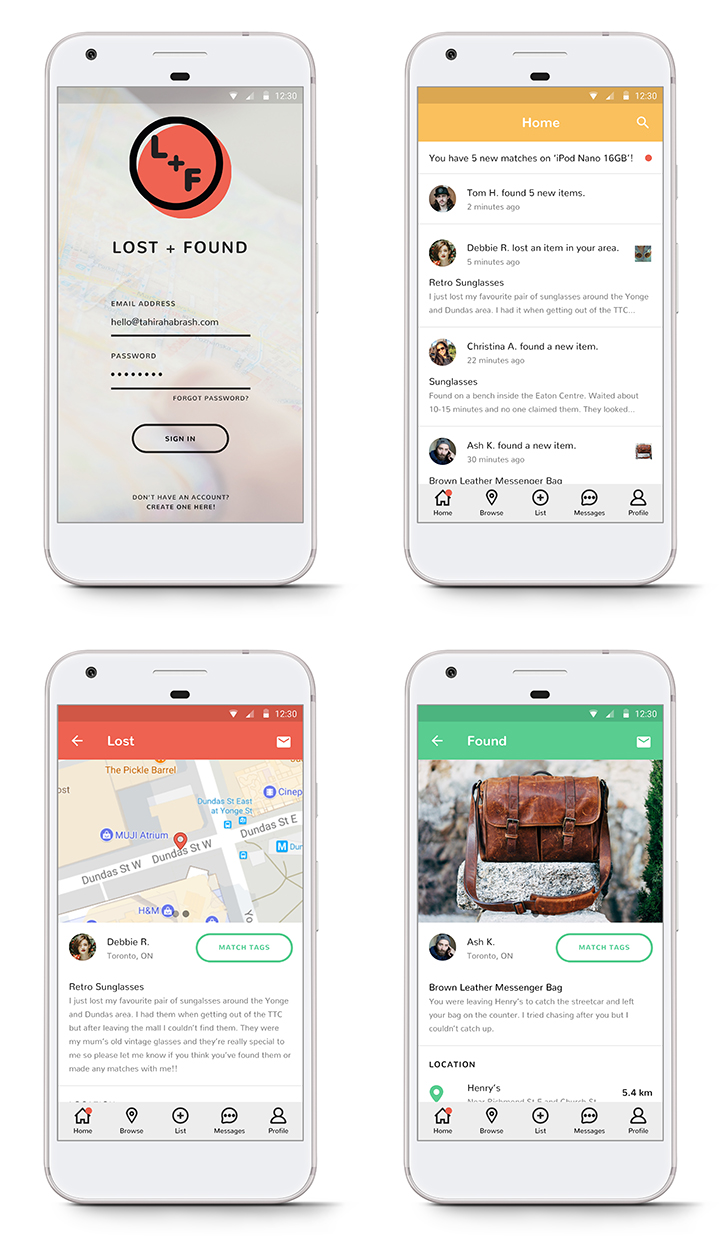 12:30
L+F
LOST + FOUND
EMAIL ADDRESS
hello@tahirahabrash.com
PASSWORD
FORGOT PASSWORD?
SIGN IN
DON'T HAVE AN ACCOUNT?
CREATE ONE HERE!
12:30
Home
You have 5 new matches on 'iPod Nano 16GB'!
Tom H. found 5 new items.
2 minutes ago
Debbie R. lost an item in your area.
5 minutes ago
Retro Sunglasses
I just lost my favourite pair of sunglasses around the Yonge
and Dundas area. I had it when getting out of the TTC...
Christina A. found a new item.
22 minutes ago
Sunglasses
Found on a bench inside the Eaton Centre. Waited about
10-15 minutes and no one claimed them. They looked...
Ash K. found a new item.
30 minutes ago
Brown Leather Messenger Bag
Home Browse List Messages Profile
12:30
Lost
The Pickle Barrel
ost
Cinep
Dundas St East
at Yonge St
MUJI Atrium
Dundas St E
Dundas St W
Dundas St W
Dun
H&M
Yo
Debbie R.
Toronto, ON
MATCH TAGS
Retro Sunglasses
I just lost my favourite pair of sungalsses around the Yonge
and Dundas area. I had them when getting out of the TTC
but after leaving the mall I couldn't find them. They were
my mum's old vintage glasses and they're really special to
me so please let me know if you think you've found them or
made any matches with me!!
Home Browse List Messages Profile
12:30
Found
Ash K.
Toronto, ON
MATCH TAGS
Brown Leather Messenger Bag
You were leaving Henry's to catch the streetcar and left
your bag on the counter. I tried chasing after you but I
couldn't catch up.
LOCATION
Henry's
Near Richmond St E and Church St
5.4 km
Home Browse List Messages Profile